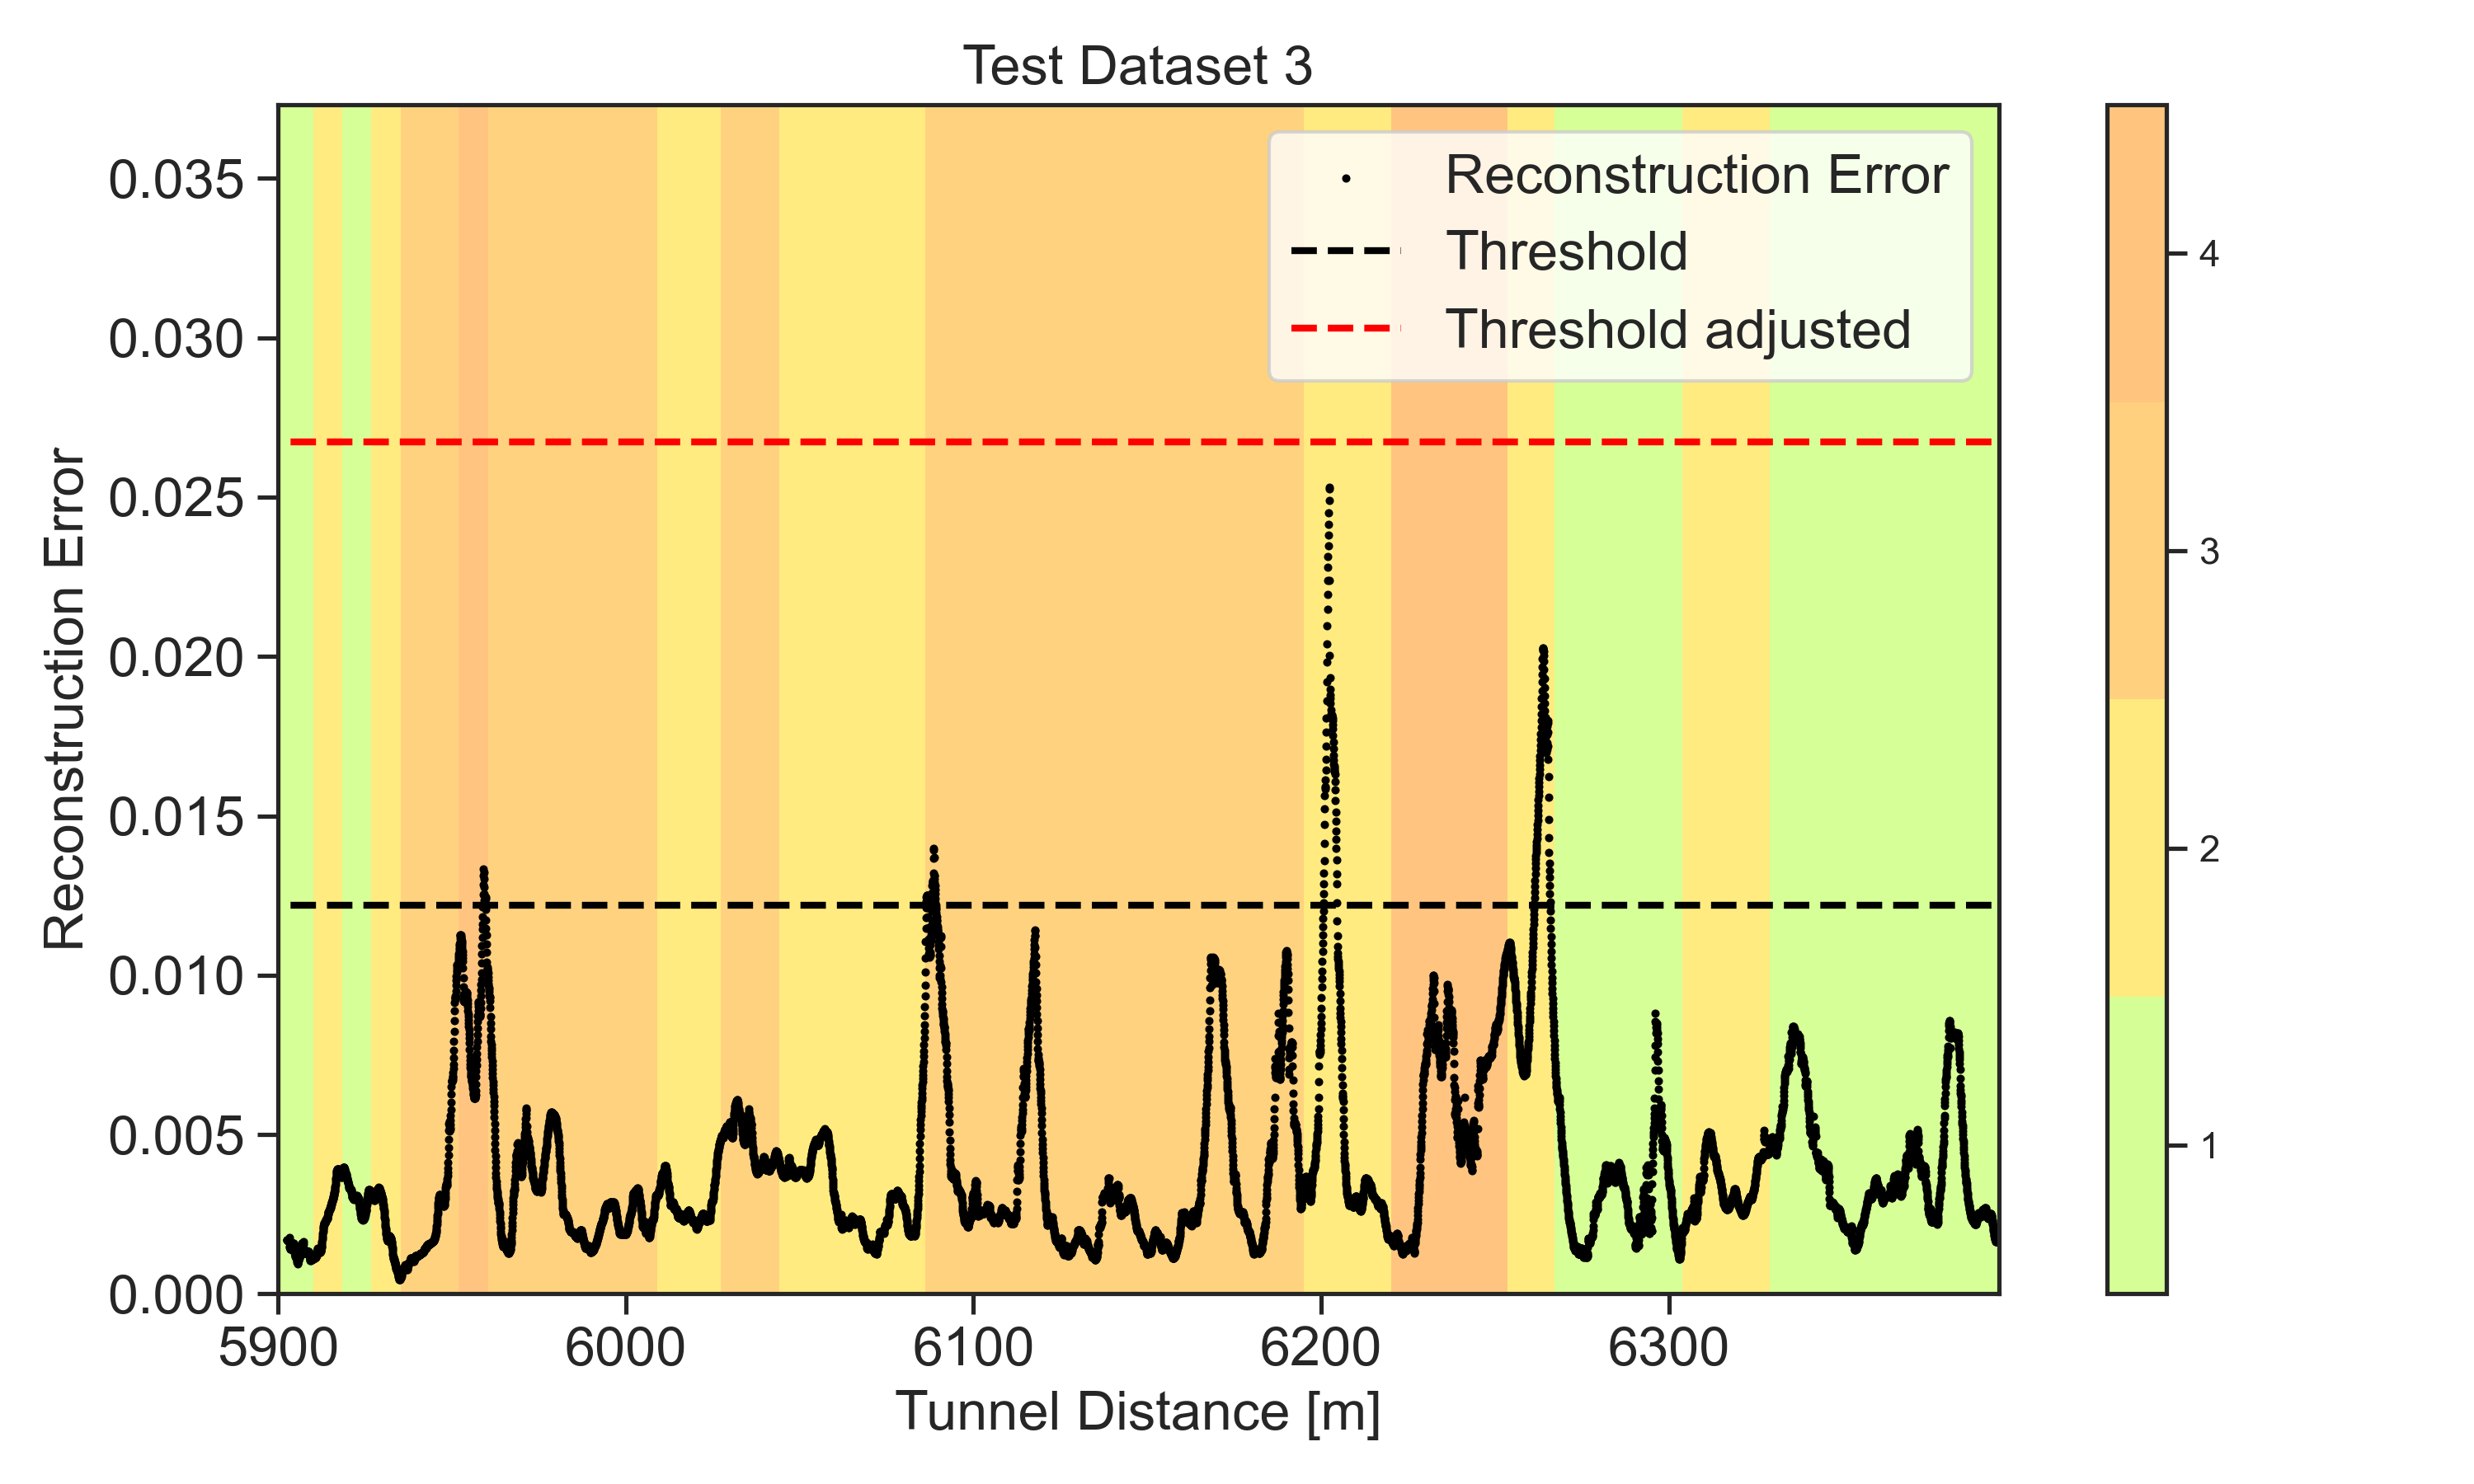 Test Dataset 3
Reconstruction Error
Threshold
Threshold adjusted
0.035
0.030
0.025
0.020
0.015
0.010
0.005
0.000
Reconstruction Error
5900 6000 6100 6200 6300
Tunnel Distance [m]
4
3
2
1